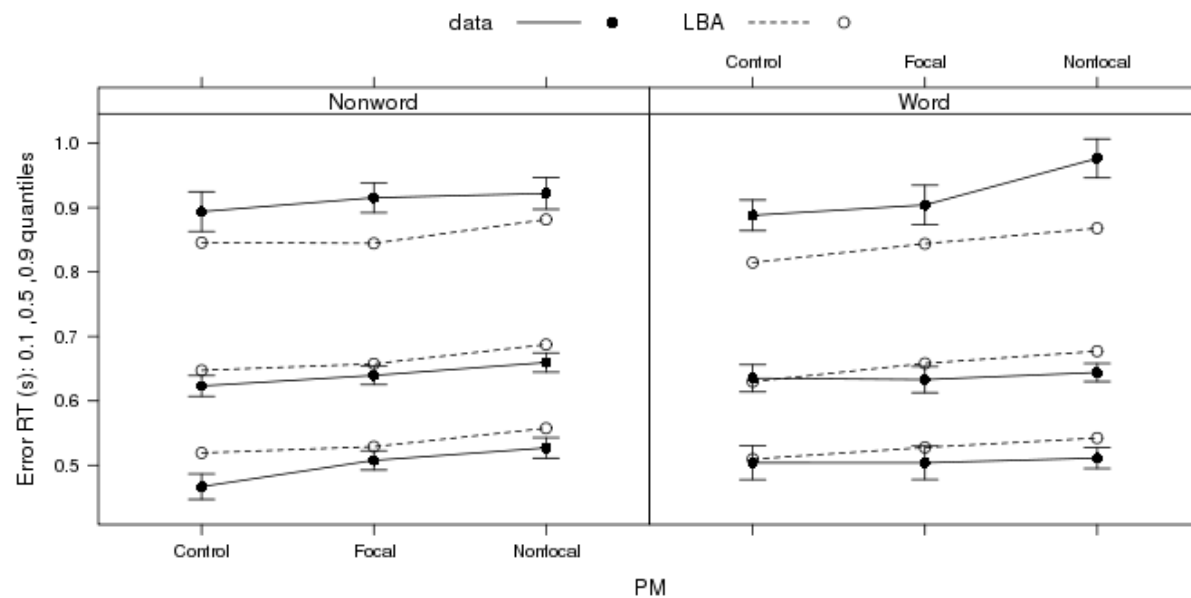 data LBA
Control Focal Nonfocal
Nonword Word
1.0
0.9
0.8
0.7
0.6
0.5
Error RT (s): 0.1 ,0.5 ,0.9 quantiles
Control Focal Nonfocal
PM